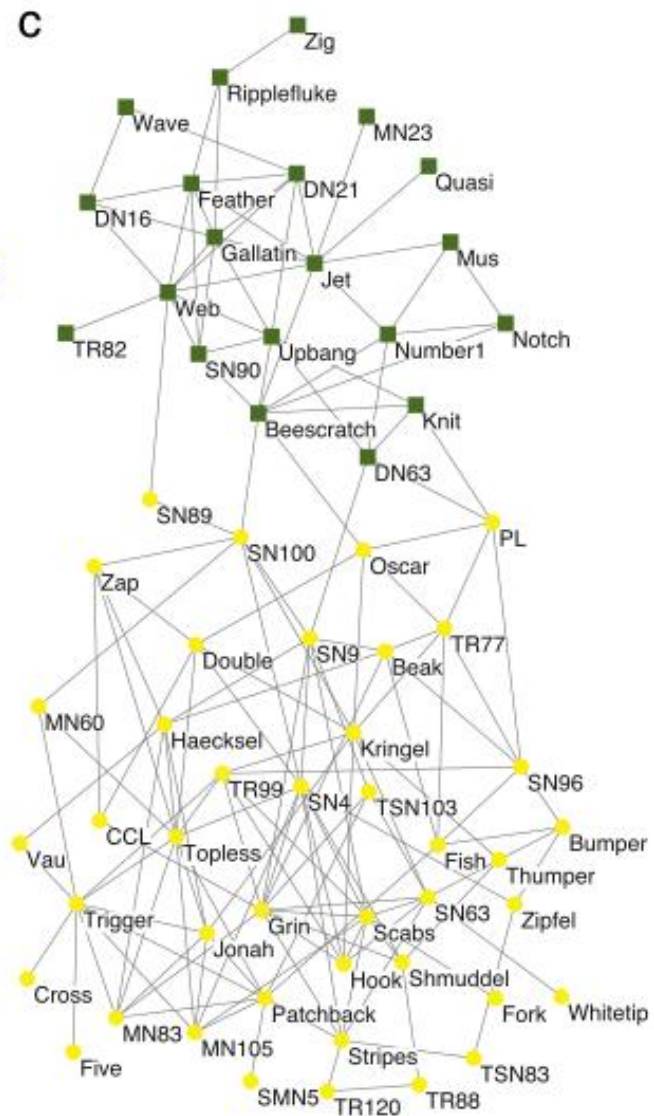 C
Zig
Ripplefluke
Wave
MN23
Quasi
Feather
DN21
DN16
Gallatin
Mus
Jet
Web
TR82
Upbang
Number1
Notch
SN90
Knit
Beescratch
DN63
SN89
PL
SN100
Oscar
Zap
TR77
Double
SN9
Beak
MN60
Haecksel
Kringel
SN96
TR99
SN4
TSN103
CCL
Topless
Bumper
Vau
Fish
Thumper
Trigger
Grin
SN63
Zipfel
Scabs
Jonah
Hook
Shmuddel
Cross
Patchback
Fork
Whitetip
MN83
MN105
Five
Stripes
TSN83
SMN5
TR120
TR88